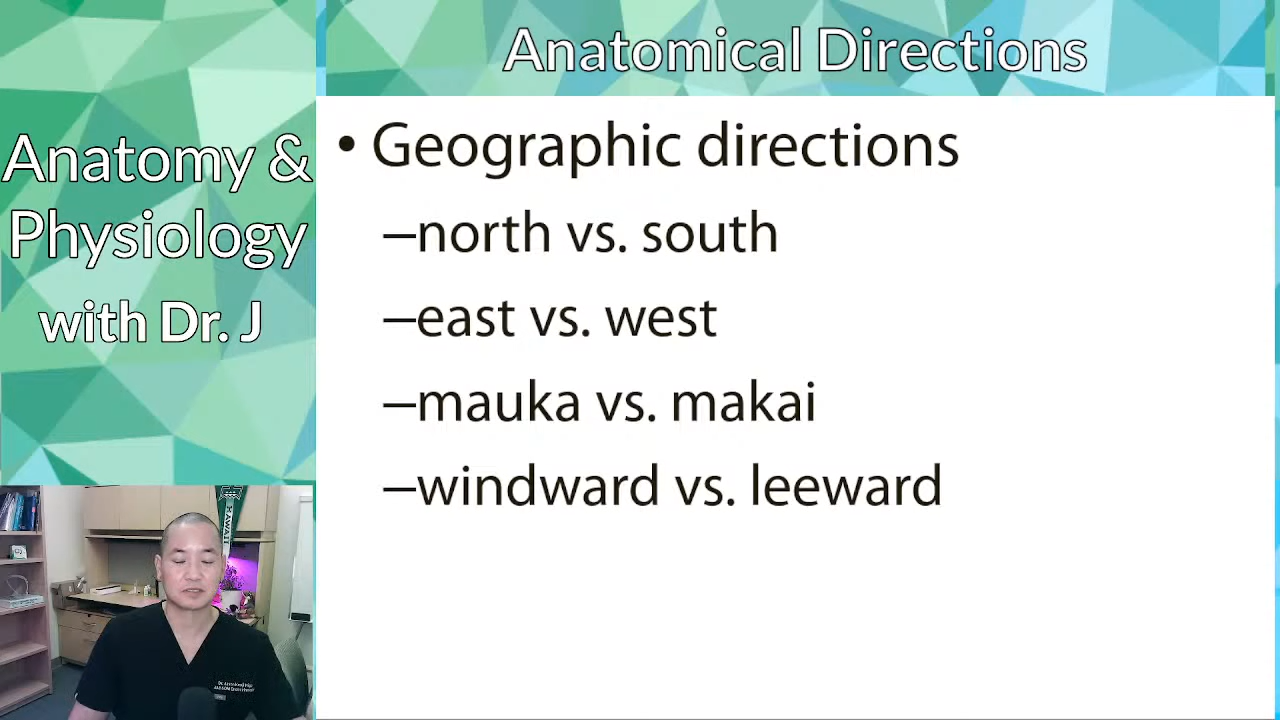 Anatomical Directions
Anatomy &
Physiology
with Dr. J
• Geographic directions
–north vs. south
–east vs. west
–mauka vs. makai
–windward vs. leeward
HAWAII